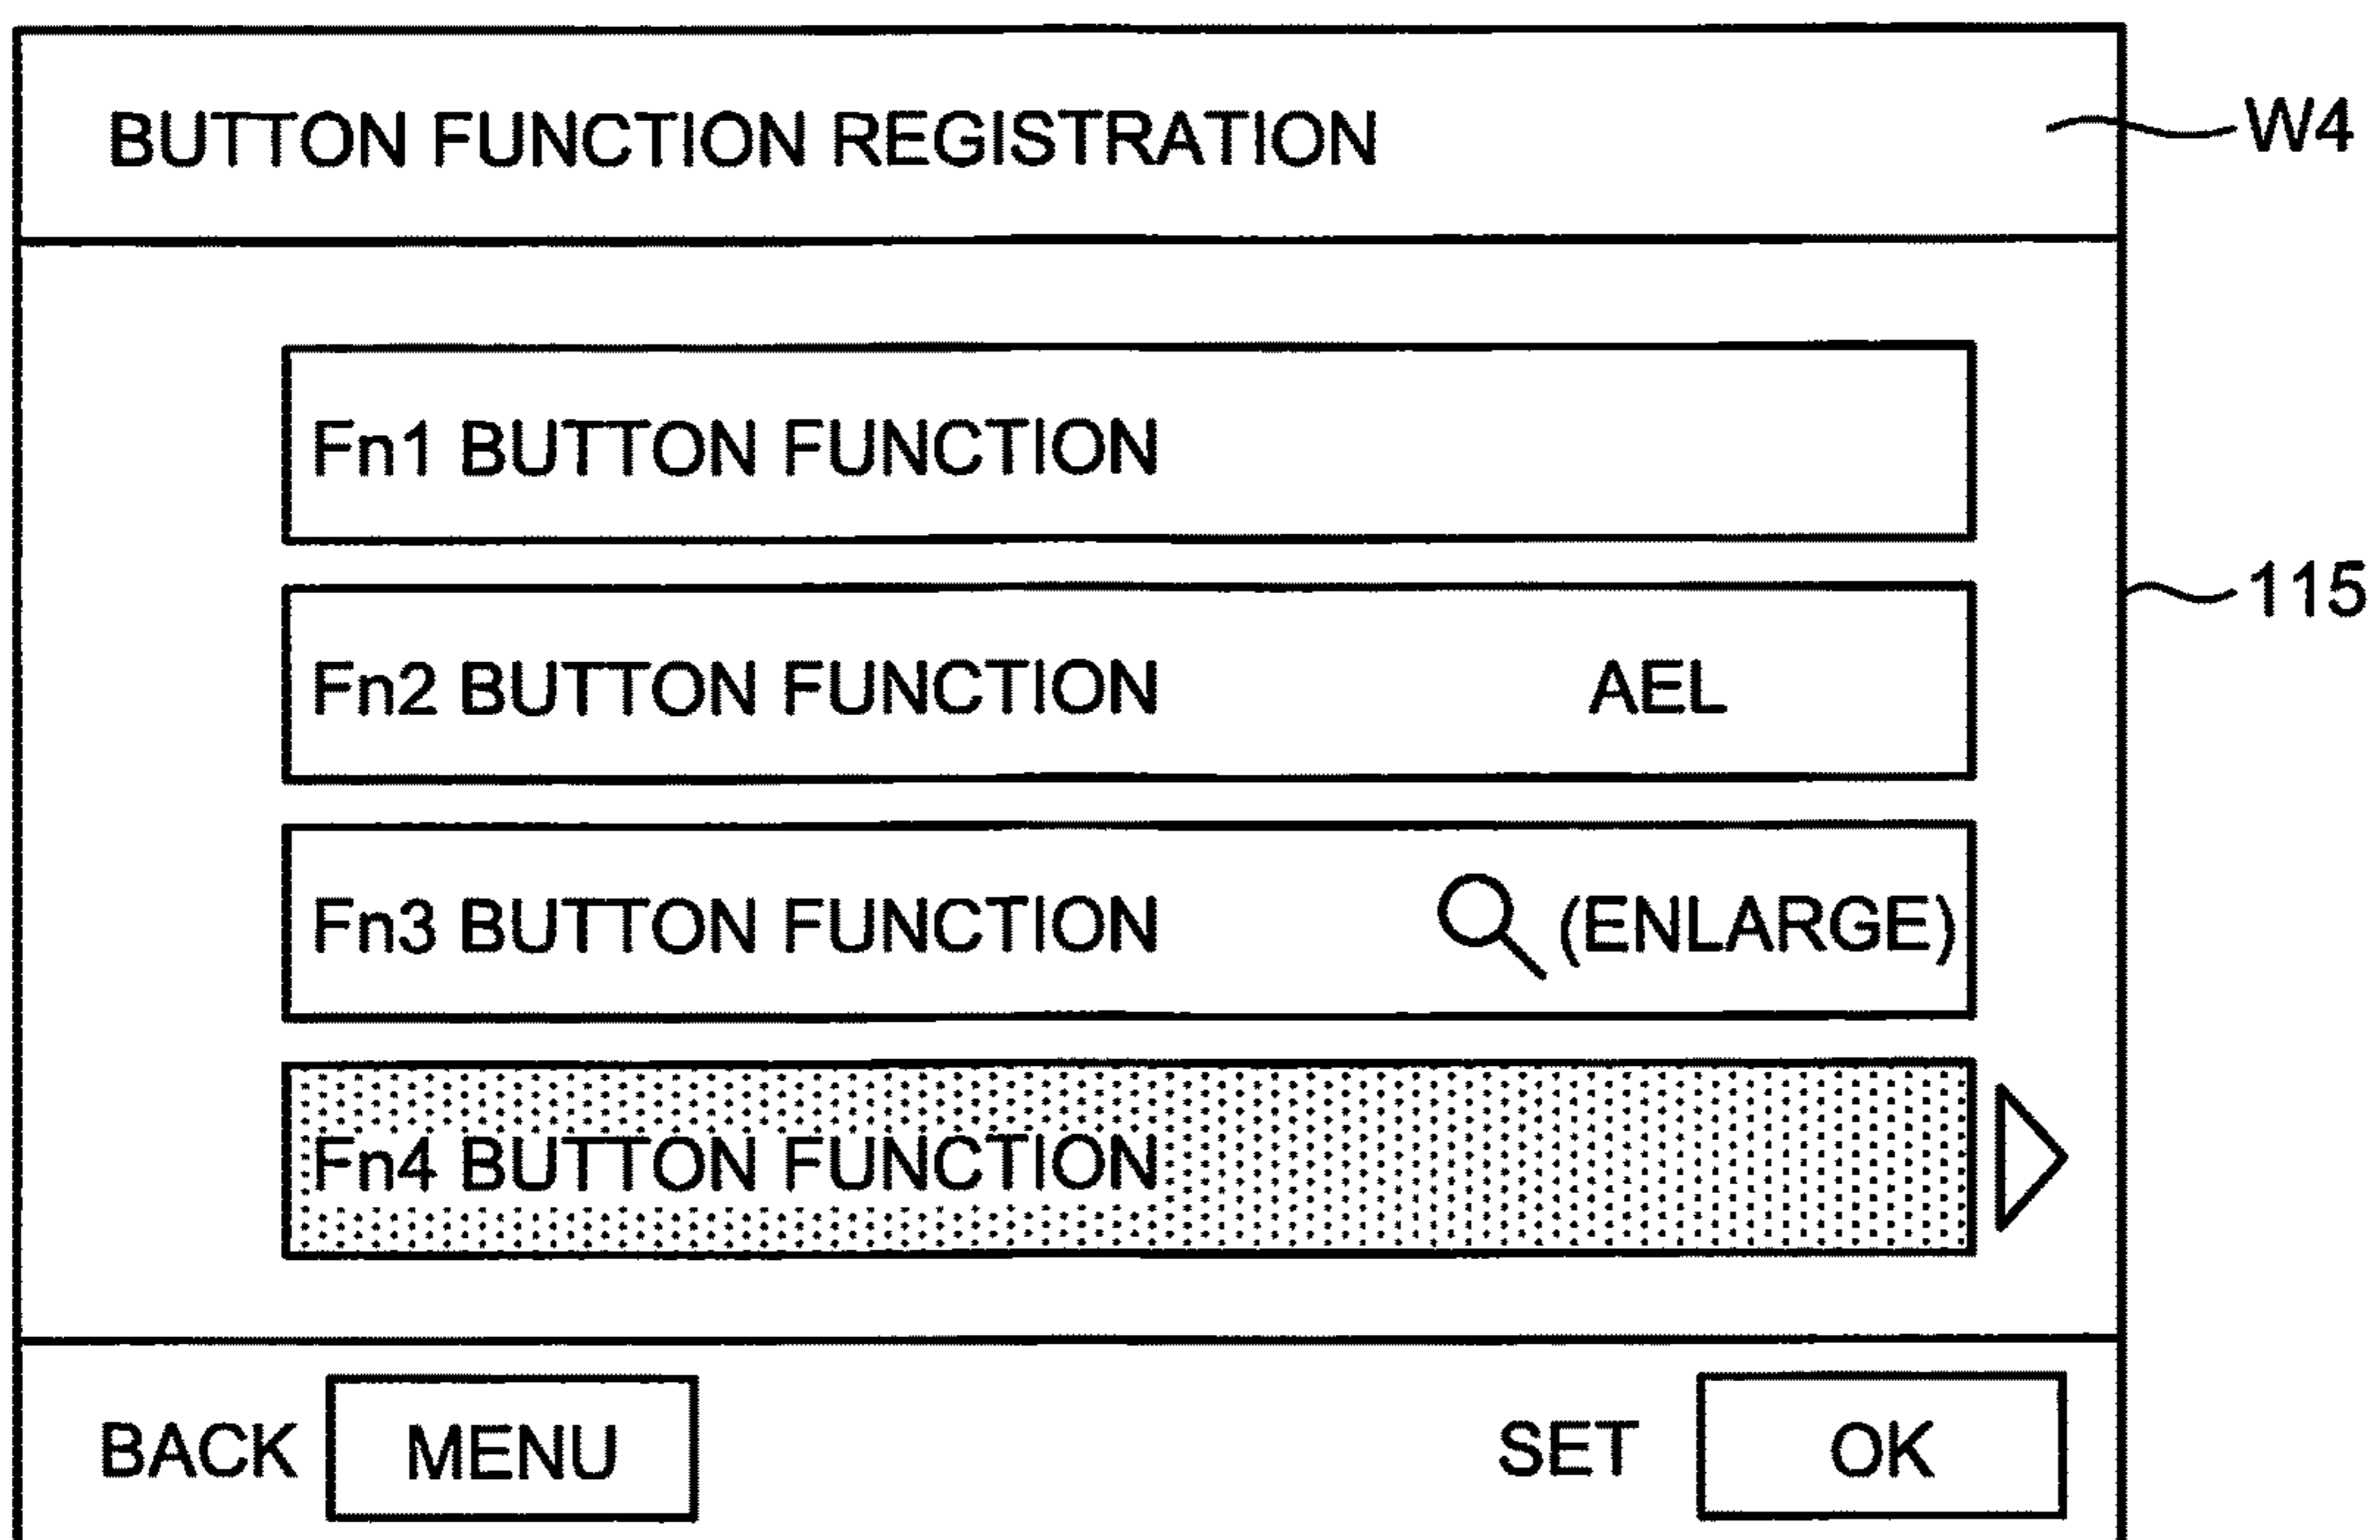 BUTTON FUNCTION REGISTRATION
W4
Fn1 BUTTON FUNCTION
115
Fn2 BUTTON FUNCTION AEL
Fn3 BUTTON FUNCTION (ENLARGE)
Fn4 BUTTON FUNCTION
BACK MENU SET OK